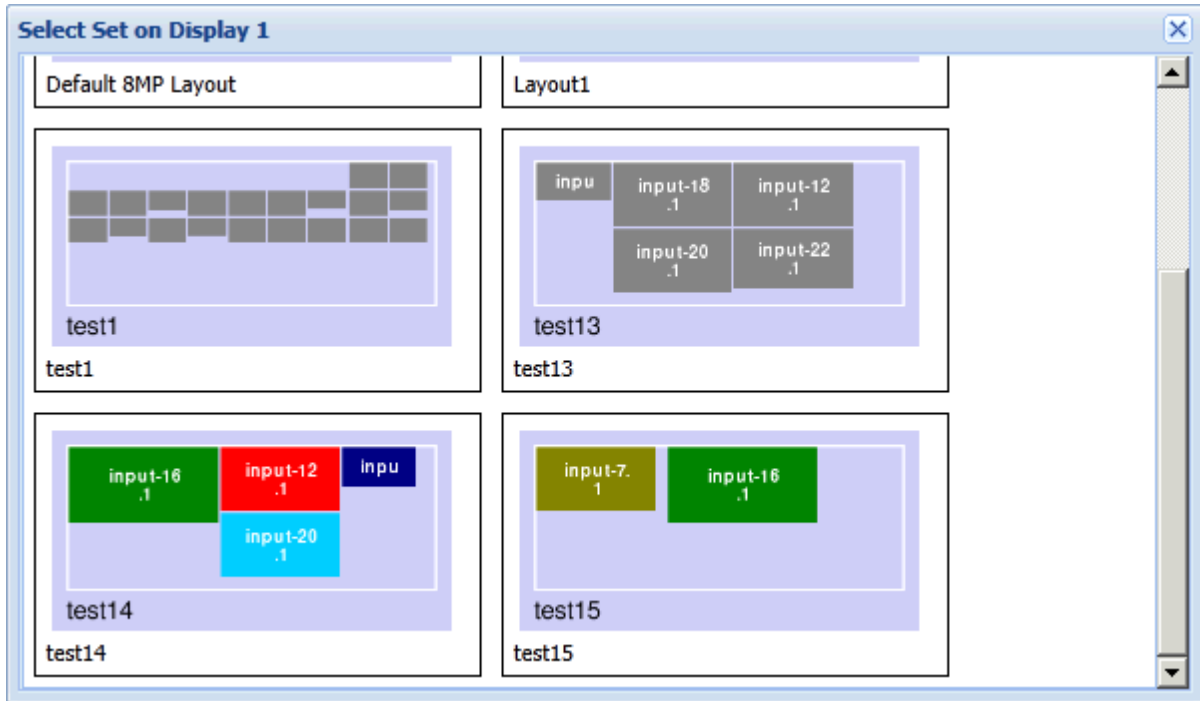 Select Set on Display 1
Default 8MP Layout
Layout1
test1
test1
inpu
input-18
.1
input-12
.1
input-20
.1
input-22
.1
test13
test13
input-16
.1
input-12
.1
inpu
input-20
.1
test14
test14
input-7.
1
input-16
.1
test15
test15